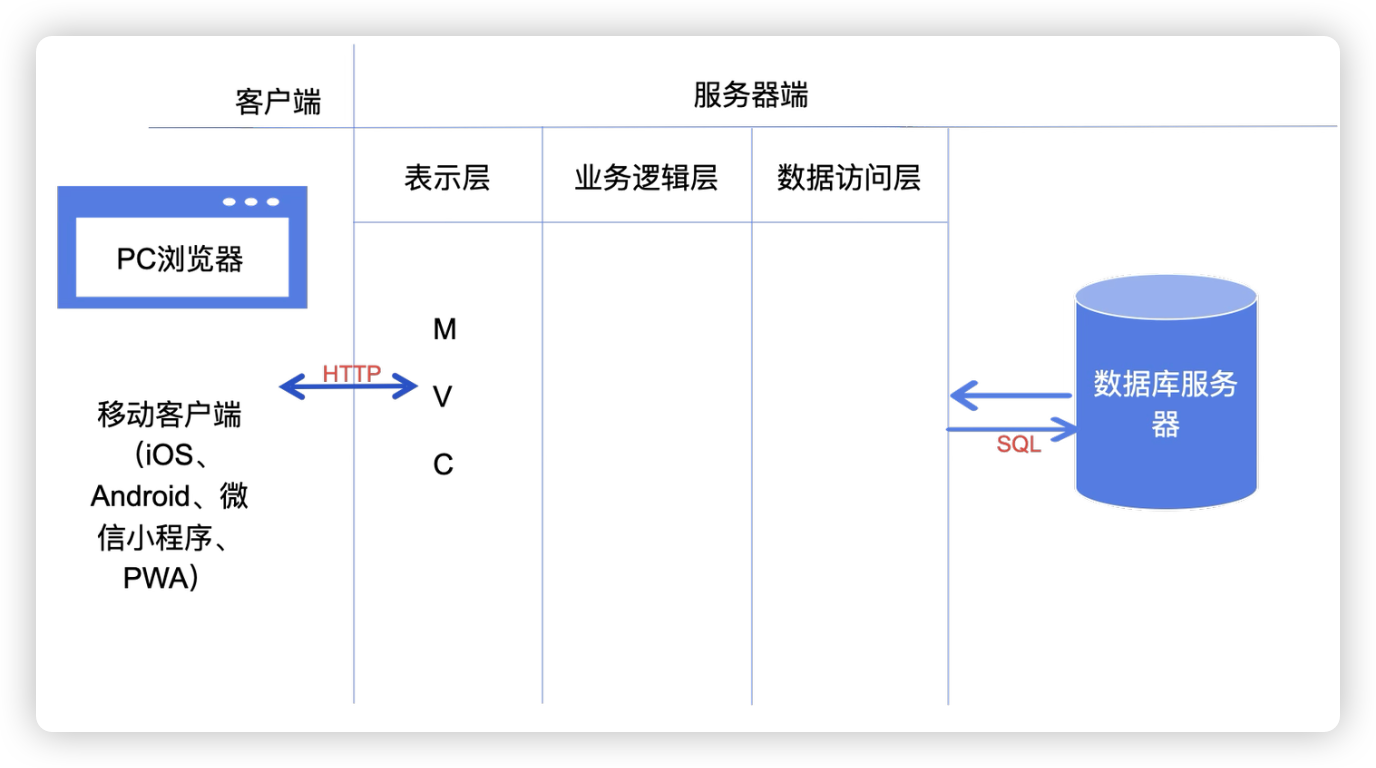 客户端
服务器端
表示层
业务逻辑层
数据访问层
PC浏览器
移动客户端
（iOS、
Android、微
信小程序、
PWA）
HTTP
M
V
C
SQL
数据库服务
器